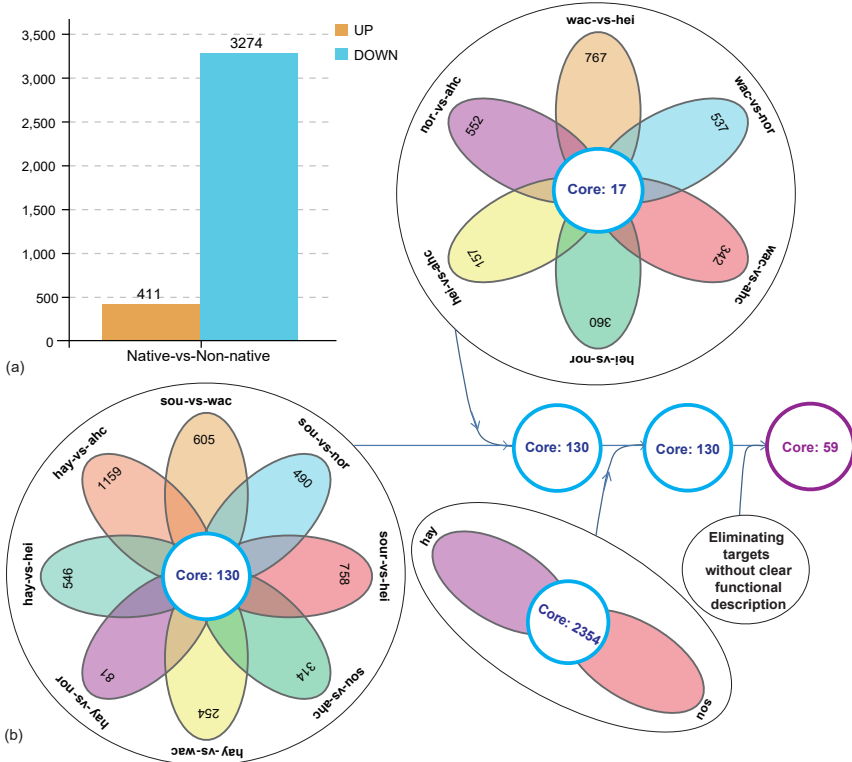 3,500
3,000
2,500
2,000
1,500
1,000
500
0
3274
411
UP
DOWN
Native-vs-Non-native
(a)
wac-vs-hei
wac-vs-nor
wac-vs-ahc
hei-vs-nor
hei-vs-ahc
nor-vs-ahc
767
537
342
360
157
552
Core: 17
sou-vs-wac
sou-vs-nor
sour-vs-hei
sou-vs-ahc
hay-vs-wac
hay-vs-nor
hay-vs-hei
hay-vs-ahc
605
490
758
314
254
81
546
1159
Core: 130
(b)
Core: 130
Core: 130
Core: 59
hay
Core: 2354
sou
Eliminating
targets
without clear
functional
description